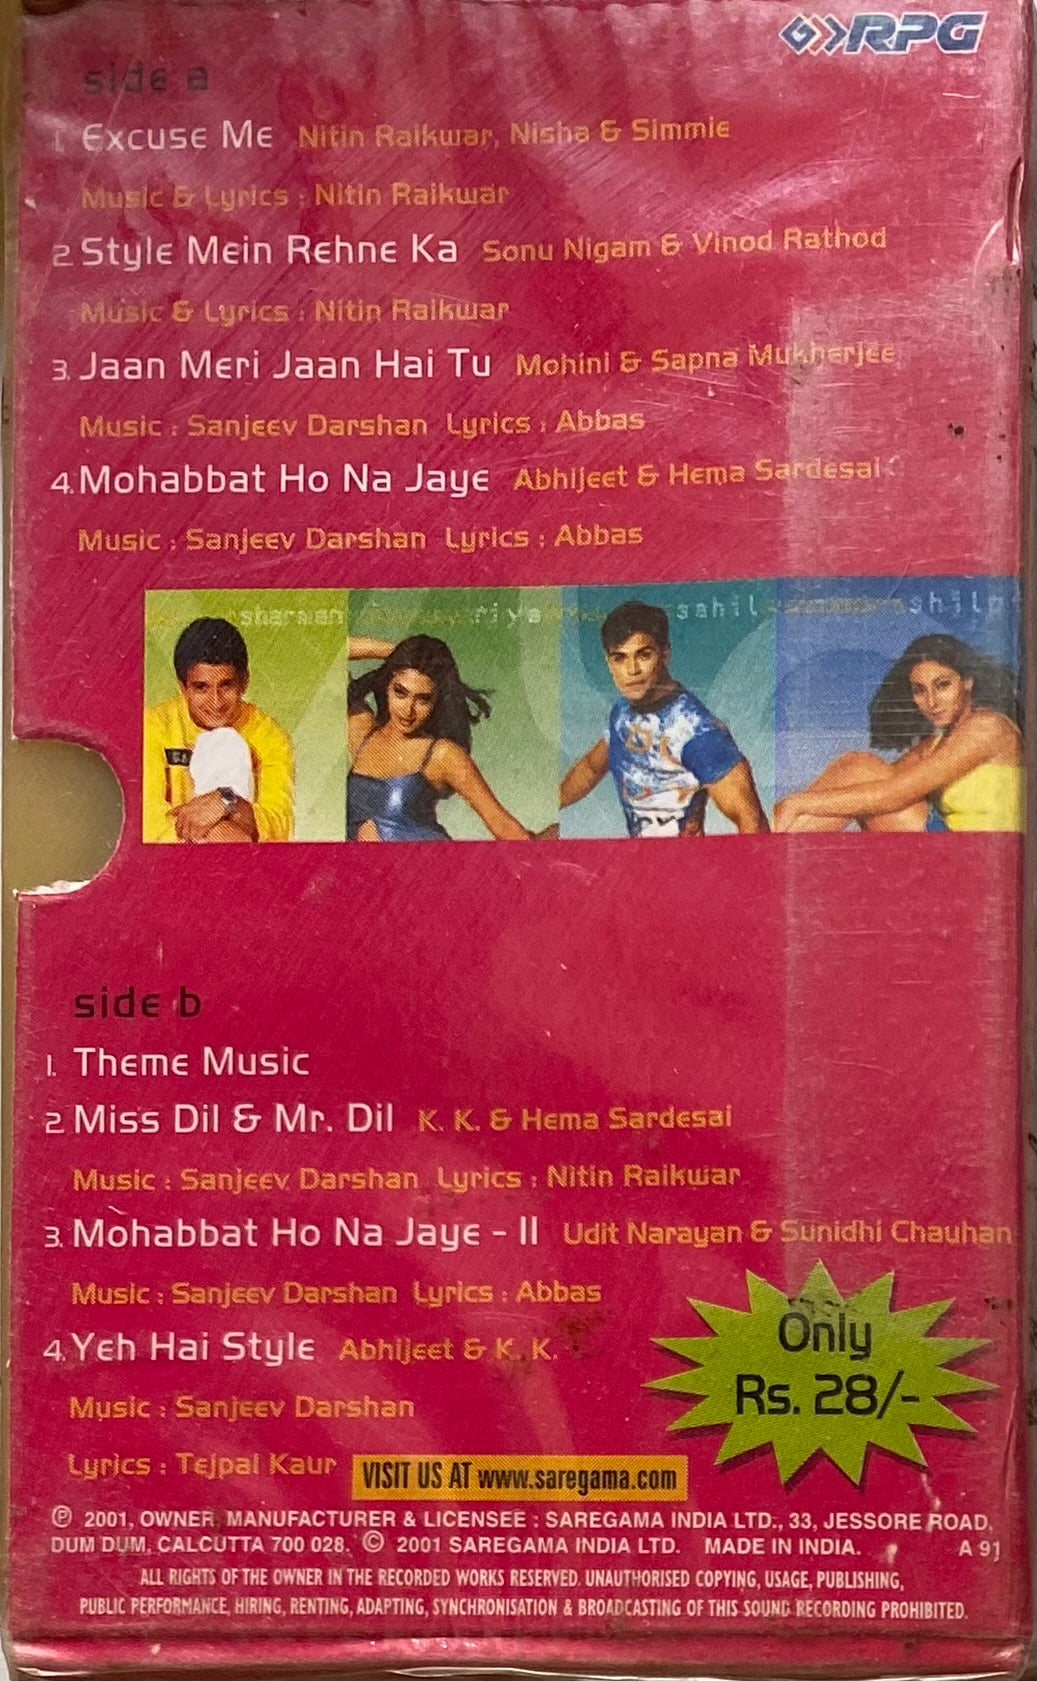 RPG
side a
1. Excuse Me Nitin Raikwar, Nisha & Simmie
Music & Lyrics : Nitin Raikwar
2 Style Mein Rehne Ka Sonu Nigam & Vinod Rathod
Music & Lyrics : Nitin Raikwar
3. Jaan Meri Jaan Hai Tu Mohini & Sapna Mukherjee
Music : Sanjeev Darshan Lyrics : Abbas
4. Mohabbat Ho Na Jaye Abhijeet & Hema Sardesai
Music : Sanjeev Darshan Lyrics : Abbas
sharman riya sahil
side b
1. Theme Music
2 Miss Dil & Mr. Dil K. K. & Hema Sardesai
Music : Sanjeev Darshan Lyrics : Nitin Raikwar
3. Mohabbat Ho Na Jaye - II Udit Narayan & Sunidhi Chauhan
Music : Sanjeev Darshan Lyrics : Abbas
4. Yeh Hai Style Abhijeet & K. K.
Music : Sanjeev Darshan
Lyrics : Tejpal Kaur
Only
Rs. 28/-
VISIT US AT www.saregama.com
Ⓟ 2001, OWNER, MANUFACTURER & LICENSEE : SAREGAMA INDIA LTD., 33, JESSORE ROAD,
DUM DUM, CALCUTTA 700 028. © 2001 SAREGAMA INDIA LTD. MADE IN INDIA. A 91
ALL RIGHTS OF THE OWNER IN THE RECORDED WORKS RESERVED. UNAUTHORISED COPYING, USAGE, PUBLISHING,
PUBLIC PERFORMANCE, HIRING, RENTING, ADAPTING, SYNCHRONISATION & BROADCASTING OF THIS SOUND RECORDING PROHIBITED.